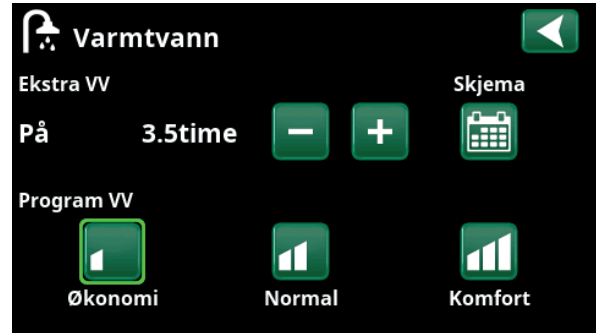 Varmtvann
Ekstra VV
Skjema
På 3.5time
Program VV
Økonomi Normal Komfort